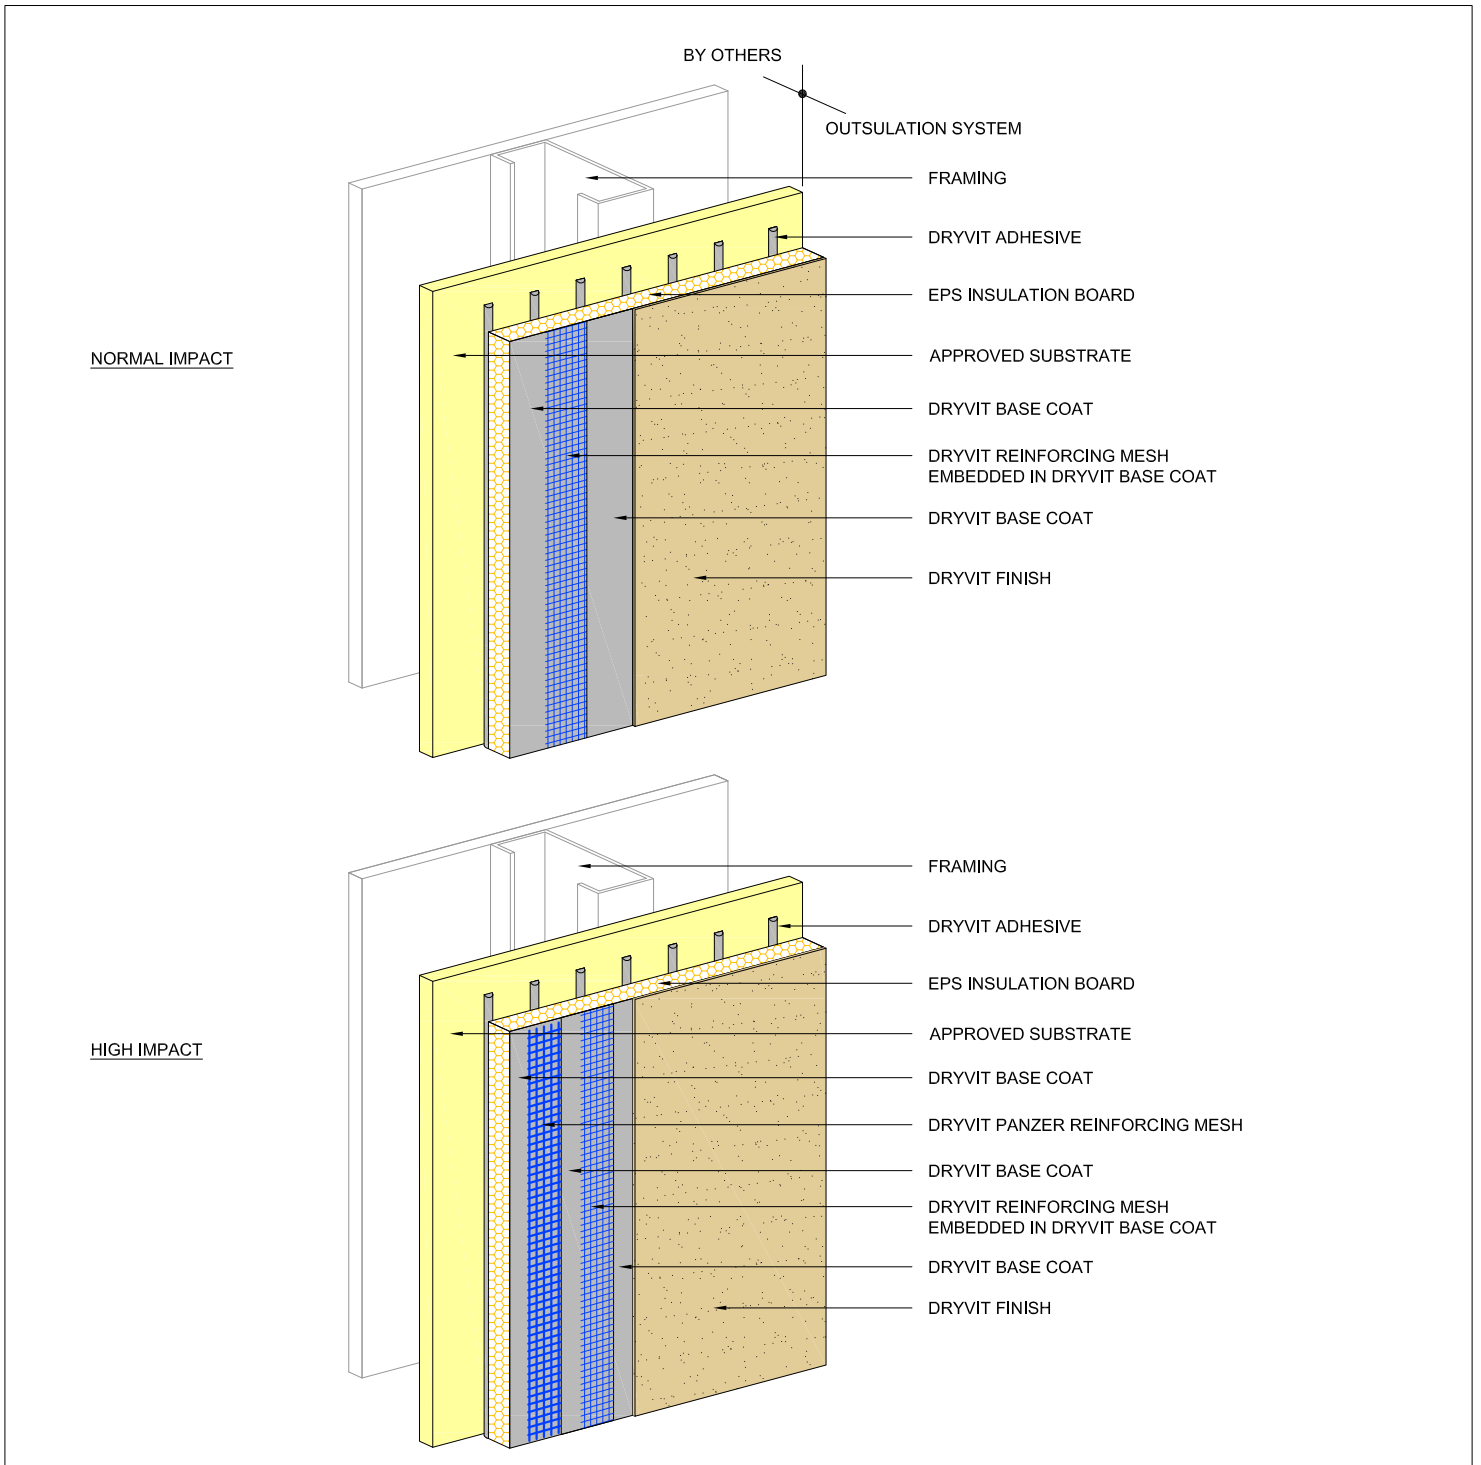 BY OTHERS
OUTSULATION SYSTEM
FRAMING
DRYVIT ADHESIVE
EPS INSULATION BOARD
NORMAL IMPACT
APPROVED SUBSTRATE
DRYVIT BASE COAT
DRYVIT REINFORCING MESH
EMBEDDED IN DRYVIT BASE COAT
DRYVIT BASE COAT
DRYVIT FINISH
FRAMING
DRYVIT ADHESIVE
EPS INSULATION BOARD
APPROVED SUBSTRATE
HIGH IMPACT
DRYVIT BASE COAT
DRYVIT PANZER REINFORCING MESH
DRYVIT BASE COAT
DRYVIT REINFORCING MESH
EMBEDDED IN DRYVIT BASE COAT
DRYVIT BASE COAT
DRYVIT FINISH